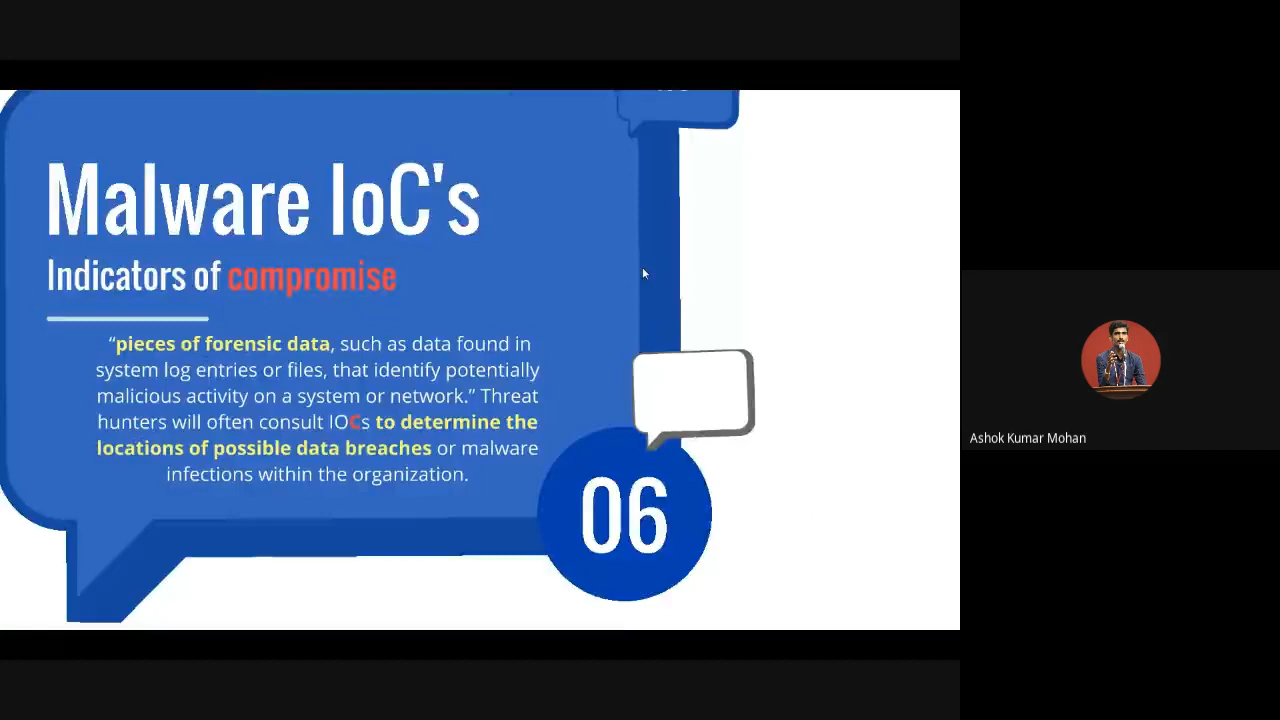 Malware IoC's
Indicators of compromise
“pieces of forensic data, such as data found in
system log entries or files, that identify potentially
malicious activity on a system or network.” Threat
hunters will often consult IOCs to determine the
locations of possible data breaches or malware
infections within the organization.
06
Ashok Kumar Mohan